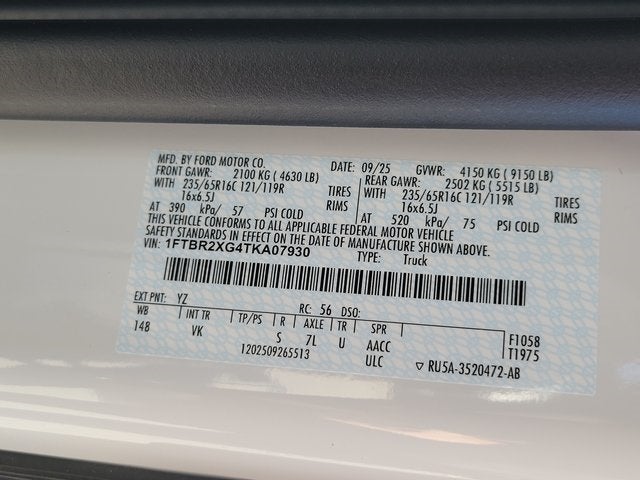 MFD. BY FORD MOTOR CO. DATE: 09/25 GVWR: 4150 KG ( 9150 LB)
FRONT GAWR: 2100 KG ( 4630 LB) REAR GAWR: 2502 KG ( 5515 LB)
WITH 235/65R16C 121/119R TIRES WITH 235/65R16C 121/119R TIRES
16x6.5J RIMS 16x6.5J RIMS
AT 390 kPa/ 57 PSI COLD AT 520 kPa/ 75 PSI COLD
THIS VEHICLE CONFORMS TO ALL APPLICABLE FEDERAL MOTOR VEHICLE
SAFETY STANDARDS IN EFFECT ON THE DATE OF MANUFACTURE SHOWN ABOVE.
VIN: 1FTBR2XG4TKA07930 TYPE: Truck
EXT PNT: YZ RC: 56 DSO:
WB INT TR TP/PS R AXLE TR SPR F1058
148 VK S 7L U AACC T1975
1202509265513 ULC RU5A-3520472-AB